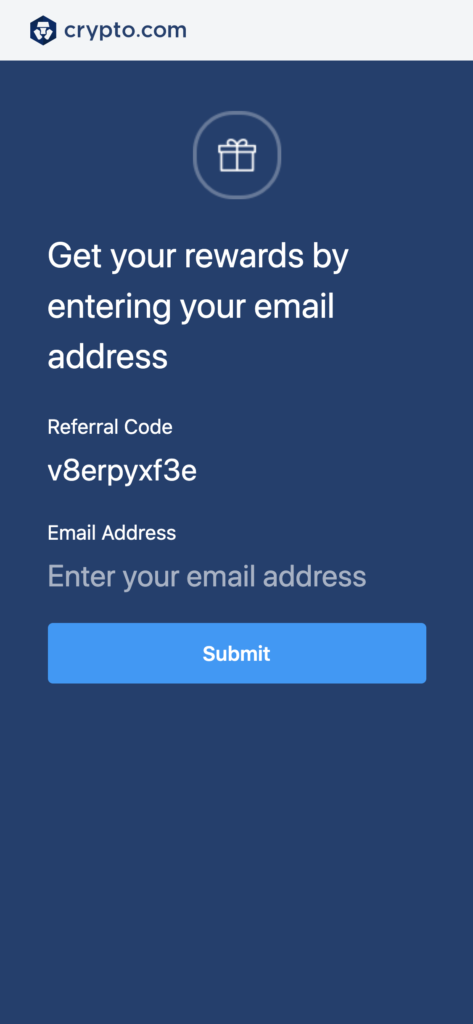 crypto.com
Get your rewards by
entering your email
address
Referral Code
v8erpyxf3e
Email Address
Enter your email address
Submit